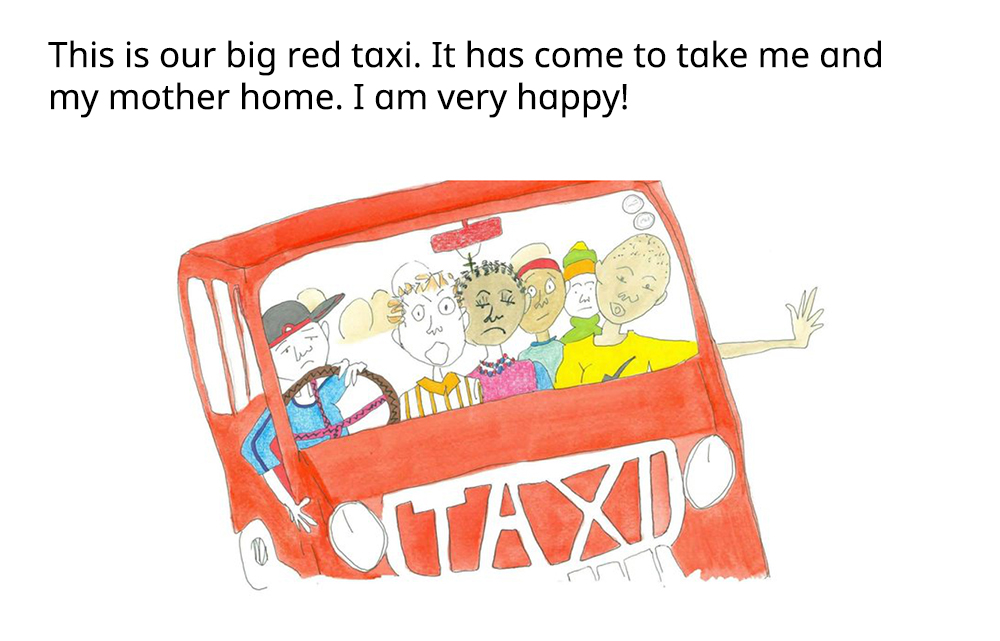 This is our big red taxi. It has come to take me and
my mother home. I am very happy!
TAXI